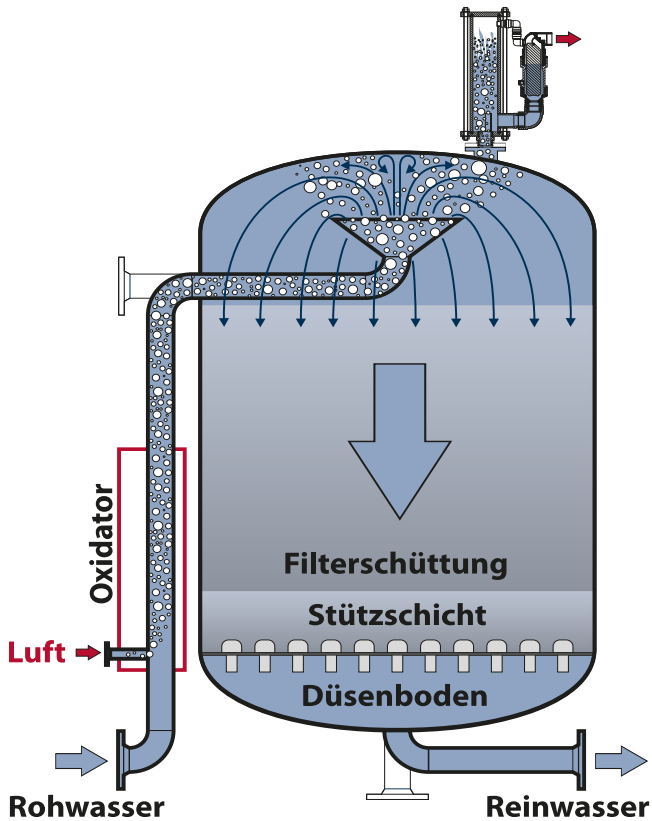 Oxidator
Filterschüttung
Stützschicht
Luft
Düsenboden
Rohwasser
Reinwasser